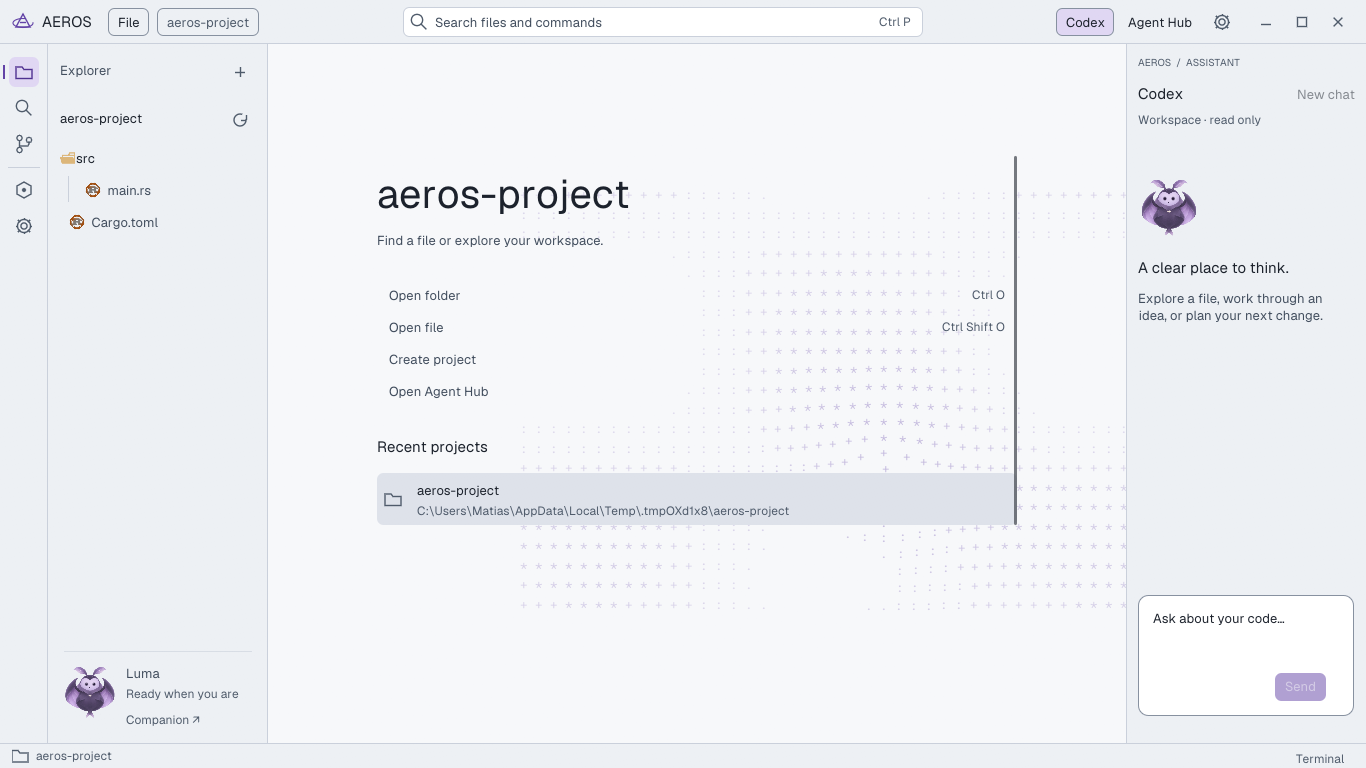 AEROS
File
aeros-project
Search files and commands
Ctrl P
Codex
Agent Hub
Explorer
aeros-project
src
main.rs
Cargo.toml
Luma
Ready when you are
Companion ↗
aeros-project
Find a file or explore your workspace.
Open folder
Ctrl O
Open file
Ctrl Shift O
Create project
Open Agent Hub
Recent projects
aeros-project
C:\Users\Matias\AppData\Local\Temp\.tmpOXd1x8\aeros-project
AEROS / ASSISTANT
Codex
New chat
Workspace · read only
A clear place to think.
Explore a file, work through an
idea, or plan your next change.
Ask about your code…
Send
aeros-project
Terminal